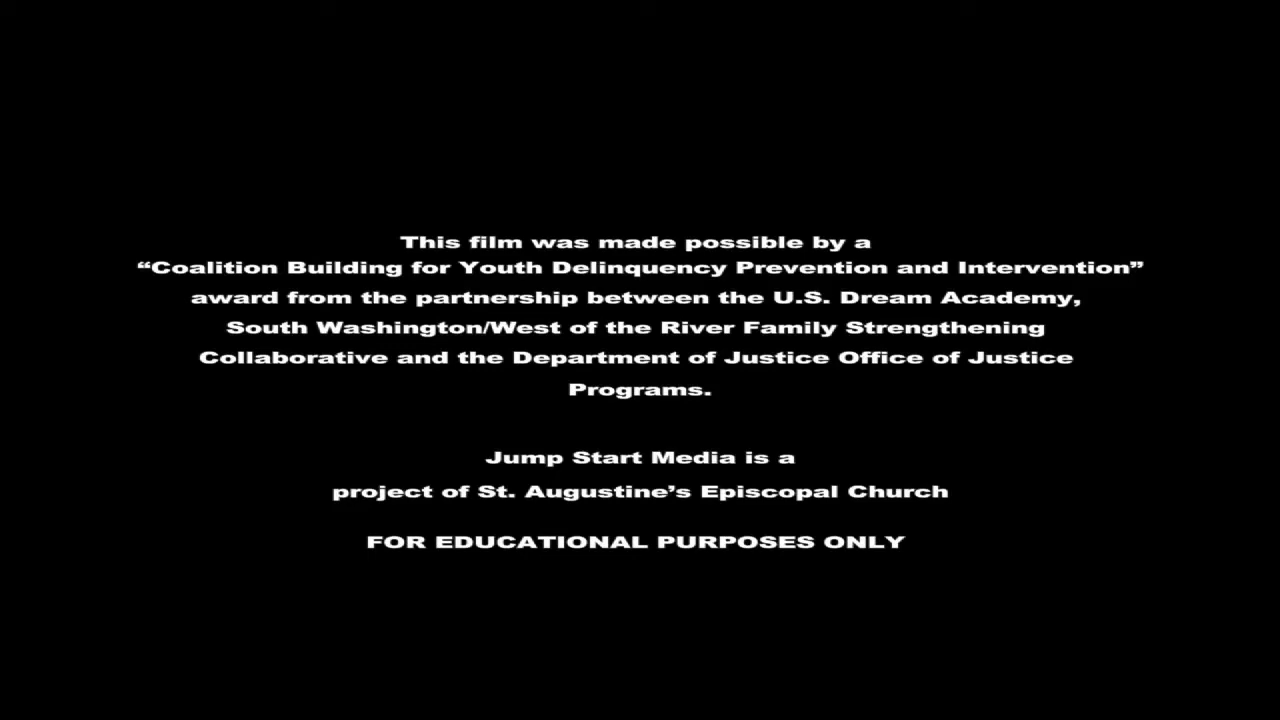 This film was made possible by a
“Coalition Building for Youth Delinquency Prevention and Intervention”
award from the partnership between the U.S. Dream Academy,
South Washington/West of the River Family Strengthening
Collaborative and the Department of Justice Office of Justice
Programs.
Jump Start Media is a
project of St. Augustine’s Episcopal Church
FOR EDUCATIONAL PURPOSES ONLY